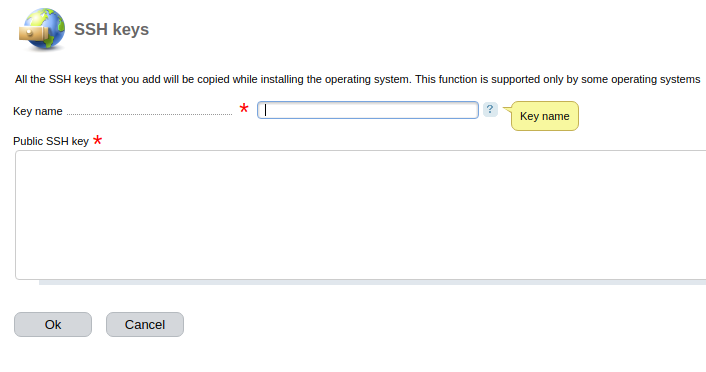 SSH keys
All the SSH keys that you add will be copied while installing the operating system. This function is supported only by some operating systems
Key name * ? Key name
Public SSH key *
Ok Cancel